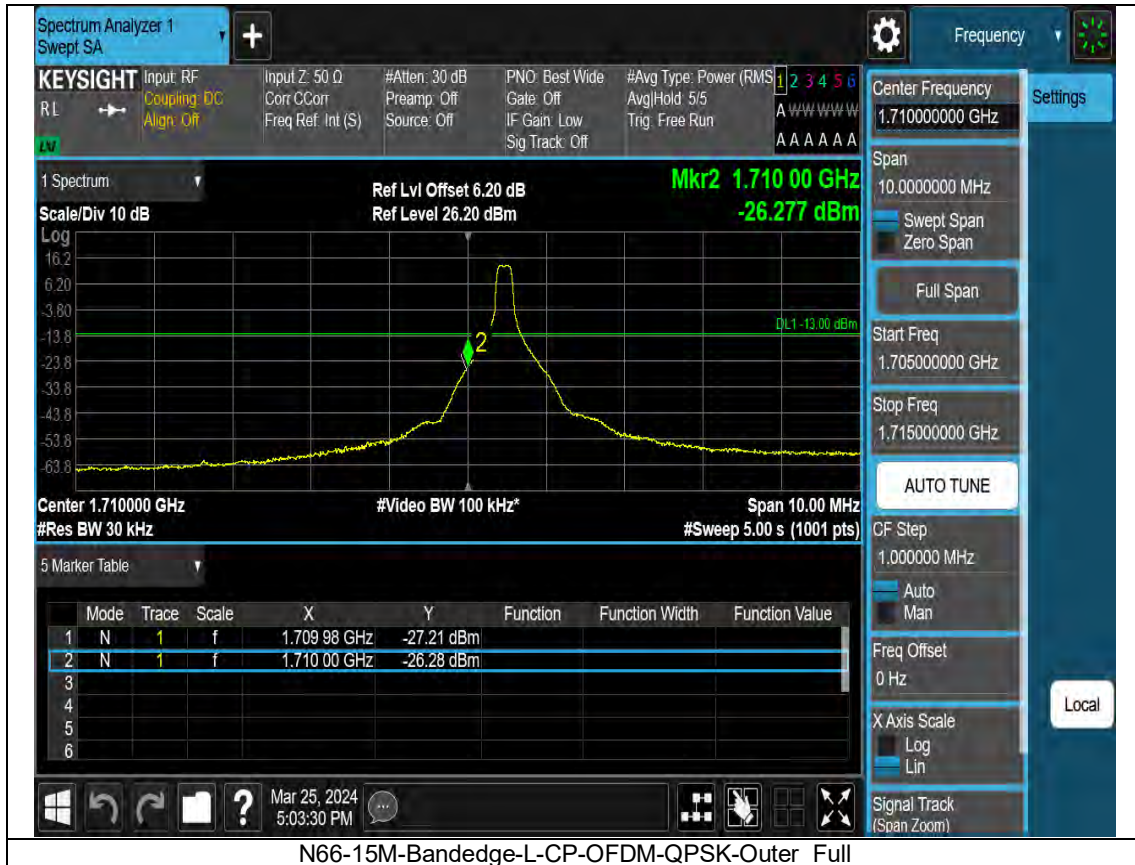 Spectrum Analyzer 1
Swept SA
Frequency
KEYSIGHT
RL
LXI
Input: RF
Coupling: DC
Align: Off
Input Z: 50 Ω
Corr CCorr
Freq Ref: Int (S)
#Atten: 30 dB
Preamp: Off
Source: Off
PNO: Best Wide
Gate: Off
IF Gain: Low
Sig Track: Off
#Avg Type: Power (RMS
Avg|Hold: 5/5
Trig: Free Run
1 2 3 4 5 6
A W W W W W
A A A A A A
1 Spectrum
Ref Lvl Offset 6.20 dB
Mkr2 1.710 00 GHz
Scale/Div 10 dB
Ref Level 26.20 dBm
-26.277 dBm
Log
16.2
6.20
-3.80
-13.8
-23.8
-33.8
-43.8
-53.8
-63.8
2
DL1 -13.00 dBm
Center 1.710000 GHz
#Video BW 100 kHz*
Span 10.00 MHz
#Res BW 30 kHz
#Sweep 5.00 s (1001 pts)
5 Marker Table
Mode Trace Scale X Y Function Function Width Function Value
1 N 1 f 1.709 98 GHz -27.21 dBm
2 N 1 f 1.710 00 GHz -26.28 dBm
3
4
5
6
Mar 25, 2024
5:03:30 PM
Center Frequency
1.710000000 GHz
Settings
Span
10.0000000 MHz
Swept Span
Zero Span
Full Span
Start Freq
1.705000000 GHz
Stop Freq
1.715000000 GHz
AUTO TUNE
CF Step
1.000000 MHz
Auto
Man
Freq Offset
0 Hz
X Axis Scale
Log
Lin
Local
Signal Track
(Span Zoom)
N66-15M-Bandedge-L-CP-OFDM-QPSK-Outer_Full